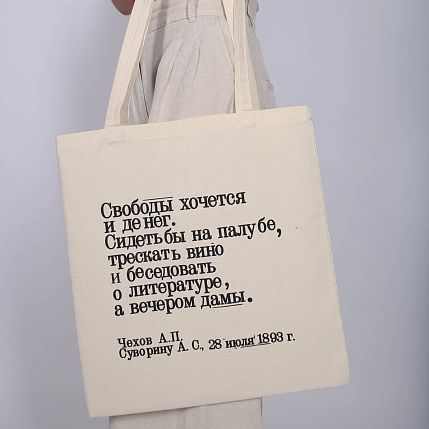 Свободы хочется
и денег.
Сидеть бы на палубе,
трескать вино
и беседовать
о литературе,
а вечером дамы.
Чехов А.П.
Суворину А. С., 28 июля 1893 г.